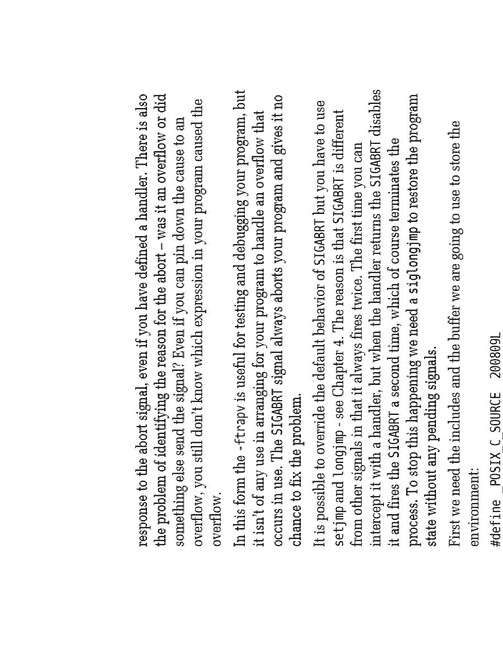 response to the abort signal, even if you have defined a handler. There is also
the problem of identifying the reason for the abort – was it an overflow or did
something else send the signal? Even if you can pin down the cause to an
overflow, you still don't know which expression in your program caused the
overflow.
In this form the -ftrapv is useful for testing and debugging your program, but
it isn't of any use in arranging for your program to handle an overflow that
occurs in use. The SIGABRT signal always aborts your program and gives it no
chance to fix the problem.
It is possible to override the default behavior of SIGABRT but you have to use
setjmp and longjmp - see Chapter 4. The reason is that SIGABRT is different
from other signals in that it always fires twice. The first time you can
intercept it with a handler, but when the handler returns the SIGABRT disables
it and fires the SIGABRT a second time, which of course terminates the
process. To stop this happening we need a siglongjmp to restore the program
state without any pending signals.
First we need the includes and the buffer we are going to use to store the
environment:
#define _POSIX_C_SOURCE 200809L